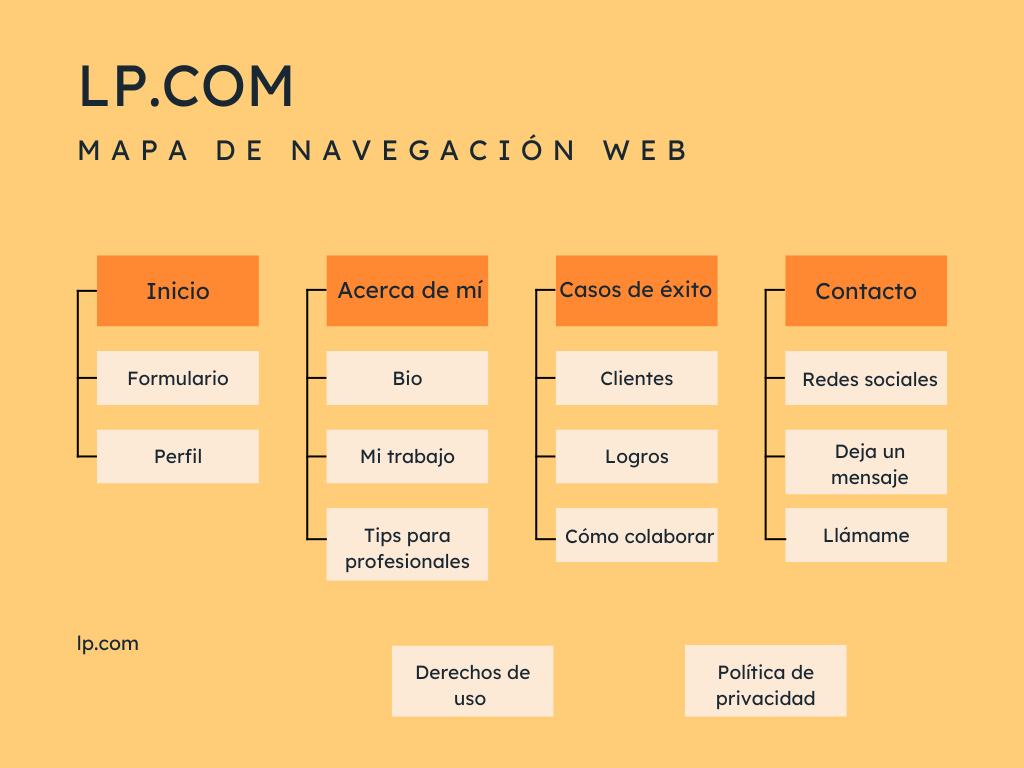 LP.COM
MAPA DE NAVEGACIÓN WEB
Inicio
Formulario
Perfil
Acerca de mí
Bio
Mi trabajo
Tips para
profesionales
Casos de éxito
Clientes
Logros
Cómo colaborar
Contacto
Redes sociales
Deja un
mensaje
Llámame
lp.com
Derechos de
uso
Política de
privacidad